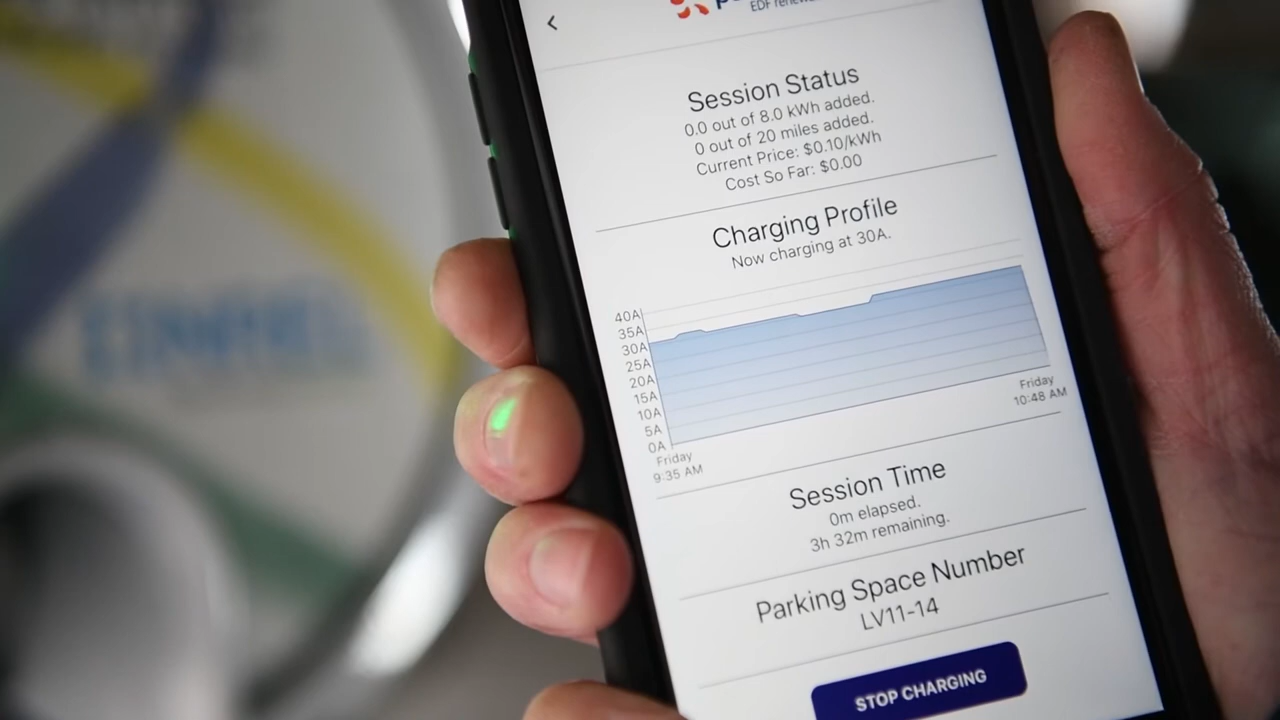 EDF renewa
Session Status
0.0 out of 8.0 kWh added.
0 out of 20 miles added.
Current Price: $0.10/kWh
Cost So Far: $0.00
Charging Profile
Now charging at 30A.
40A
35A
30A
25A
20A
15A
10A
5A
0A
Friday
9:35 AM
Friday
10:48 AM
Session Time
0m elapsed.
3h 32m remaining.
Parking Space Number
LV11-14
STOP CHARGING